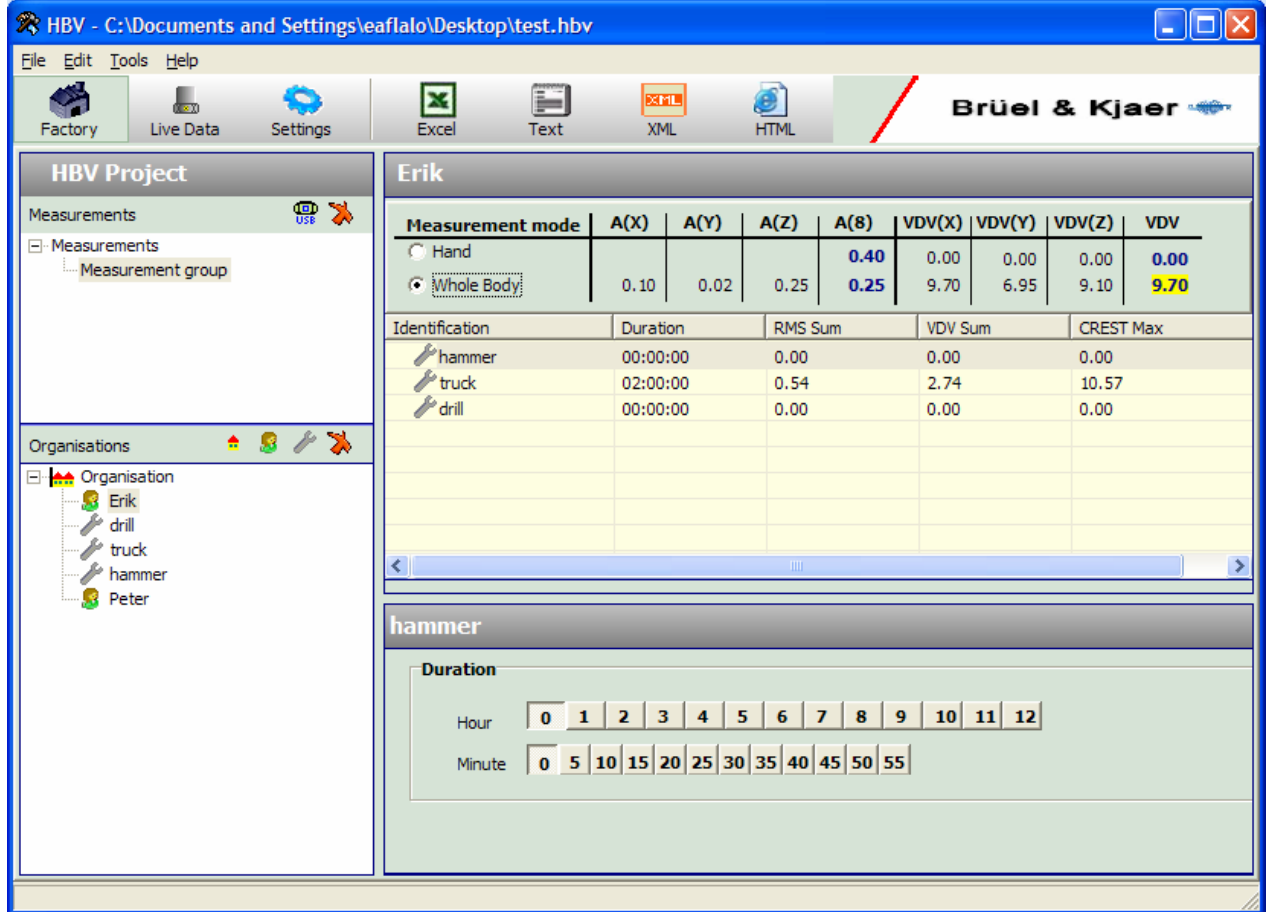 HBV - C:\Documents and Settings\eaflalo\Desktop\test.hbv
File Edit Tools Help
Factory Live Data Settings Excel Text XML HTML
XML
Brüel & Kjaer
HBV Project
Measurements
USB
Measurements
Measurement group
Organisations
Organisation
Erik
drill
truck
hammer
Peter
Erik
Measurement mode A(X) A(Y) A(Z) A(8) VDV(X) VDV(Y) VDV(Z) VDV
Hand 0.40 0.00 0.00 0.00 0.00
Whole Body 0.10 0.02 0.25 0.25 9.70 6.95 9.10 9.70
Identification Duration RMS Sum VDV Sum CREST Max
hammer 00:00:00 0.00 0.00 0.00
truck 02:00:00 0.54 2.74 10.57
drill 00:00:00 0.00 0.00 0.00
hammer
Duration
Hour 0 1 2 3 4 5 6 7 8 9 10 11 12
Minute 0 5 10 15 20 25 30 35 40 45 50 55